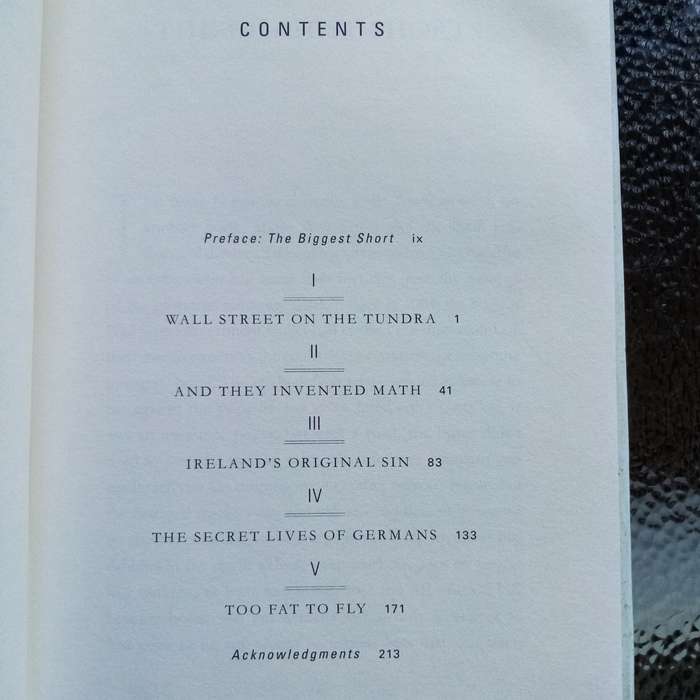 CONTENTS
Preface: The Biggest Short ix
I
WALL STREET ON THE TUNDRA 1
II
AND THEY INVENTED MATH 41
III
IRELAND'S ORIGINAL SIN 83
IV
THE SECRET LIVES OF GERMANS 133
V
TOO FAT TO FLY 171
Acknowledgments 213